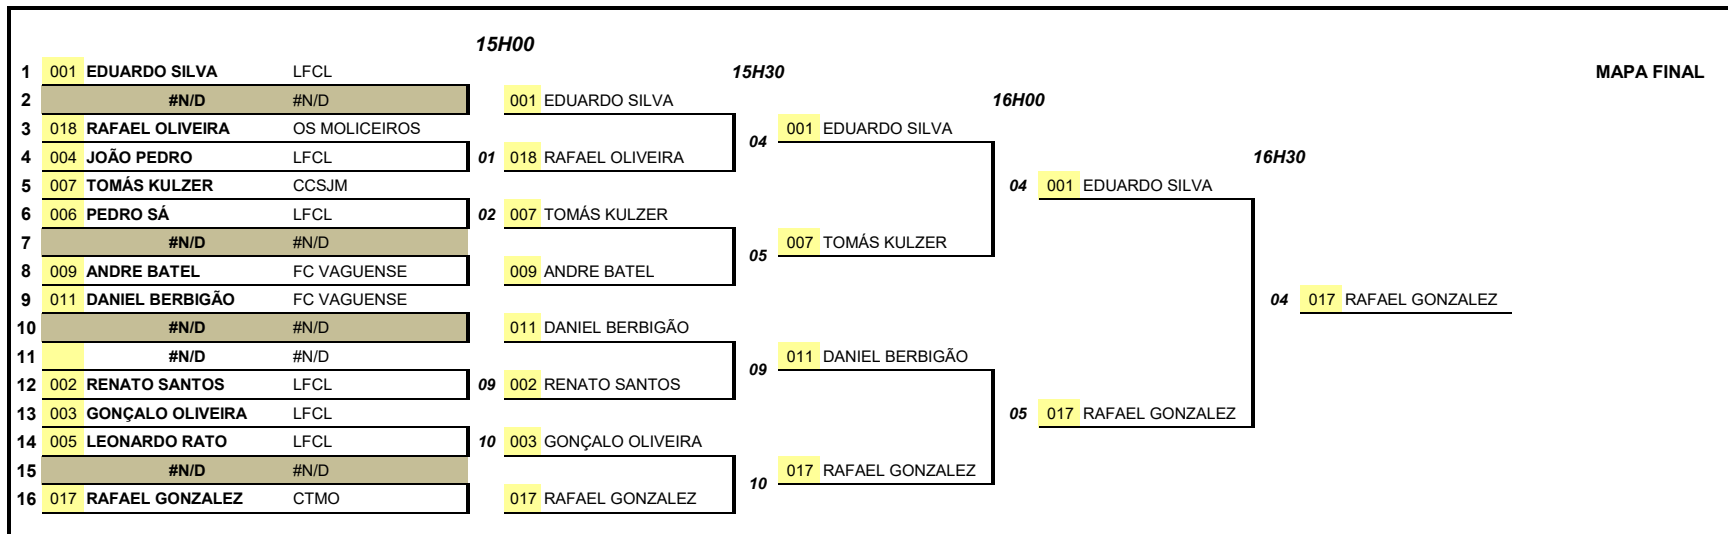 15H00
1 001 EDUARDO SILVA LFCL 15H30 MAPA FINAL
2 #N/D #N/D 001 EDUARDO SILVA 16H00
3 018 RAFAEL OLIVEIRA OS MOLICEIROS 001 EDUARDO SILVA
04
4 004 JOÃO PEDRO LFCL 01 018 RAFAEL OLIVEIRA 16H30
5 007 TOMÁS KULZER CCSJM 04 001 EDUARDO SILVA
6 006 PEDRO SÁ LFCL 02 007 TOMÁS KULZER
7 #N/D #N/D 007 TOMÁS KULZER
05
8 009 ANDRE BATEL FC VAGUENSE 009 ANDRE BATEL
9 011 DANIEL BERBIGÃO FC VAGUENSE 04 017 RAFAEL GONZALEZ
10 #N/D #N/D 011 DANIEL BERBIGÃO
11 #N/D #N/D 011 DANIEL BERBIGÃO
09
12 002 RENATO SANTOS LFCL 09 002 RENATO SANTOS
13 003 GONÇALO OLIVEIRA LFCL 05 017 RAFAEL GONZALEZ
14 005 LEONARDO RATO LFCL 10 003 GONÇALO OLIVEIRA
15 #N/D #N/D 017 RAFAEL GONZALEZ
10
16 017 RAFAEL GONZALEZ CTMO 017 RAFAEL GONZALEZ